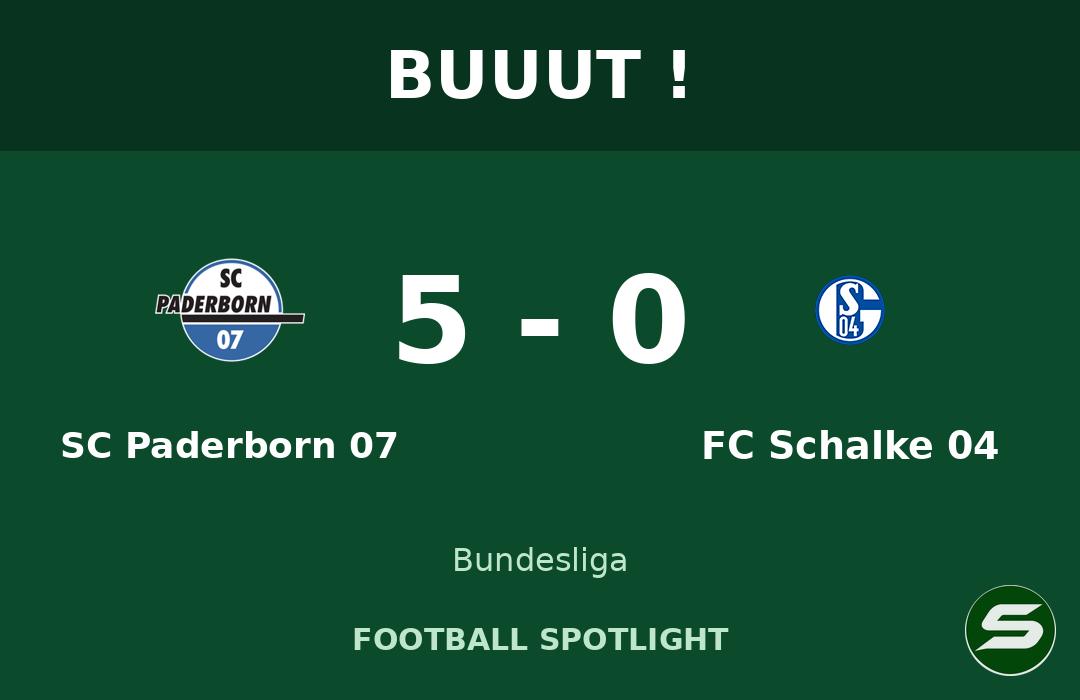 BUUUT !
SC
PADERBORN
07
5 - 0
S
04
SC Paderborn 07
FC Schalke 04
Bundesliga
FOOTBALL SPOTLIGHT
S